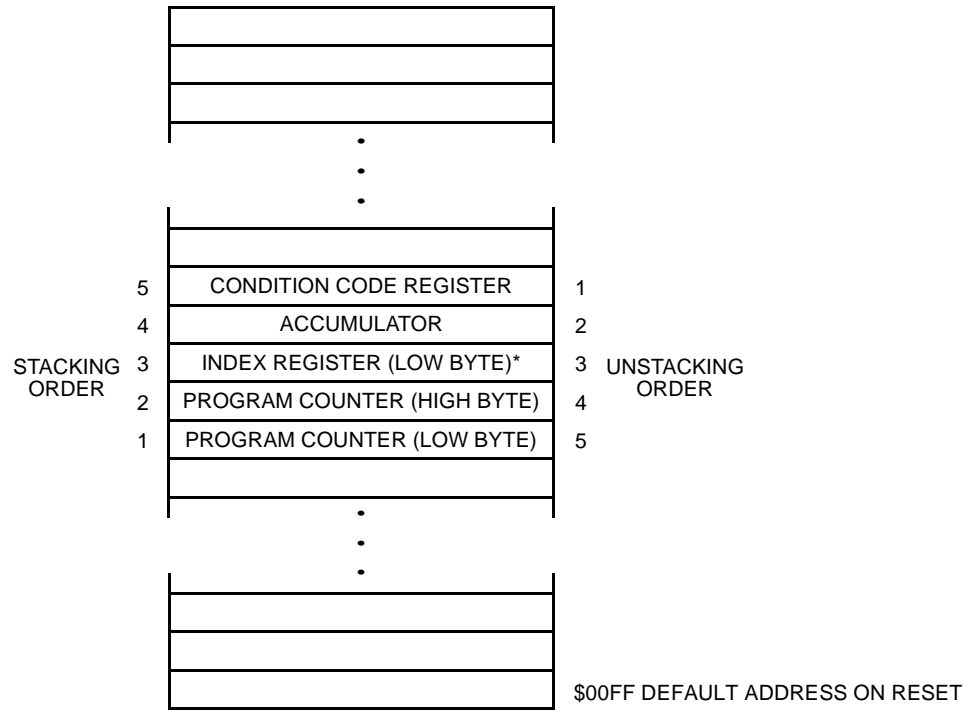 5 CONDITION CODE REGISTER 1
4 ACCUMULATOR 2
STACKING 3 INDEX REGISTER (LOW BYTE)* 3 UNSTACKING
ORDER ORDER
2 PROGRAM COUNTER (HIGH BYTE) 4
1 PROGRAM COUNTER (LOW BYTE) 5
$00FF DEFAULT ADDRESS ON RESET